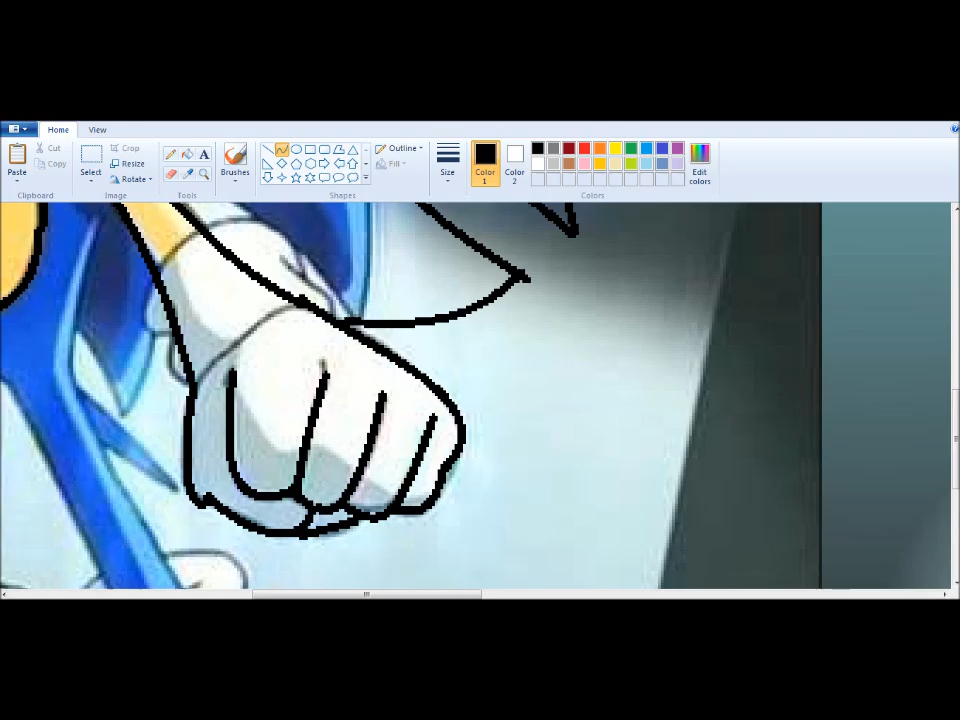 Home View
Paste Cut Copy
Clipboard
Select Crop Resize Rotate
Image
A
Tools
Brushes
Outline Fill
Shapes
Size
Color 1
Color 2
Edit colors
Colors